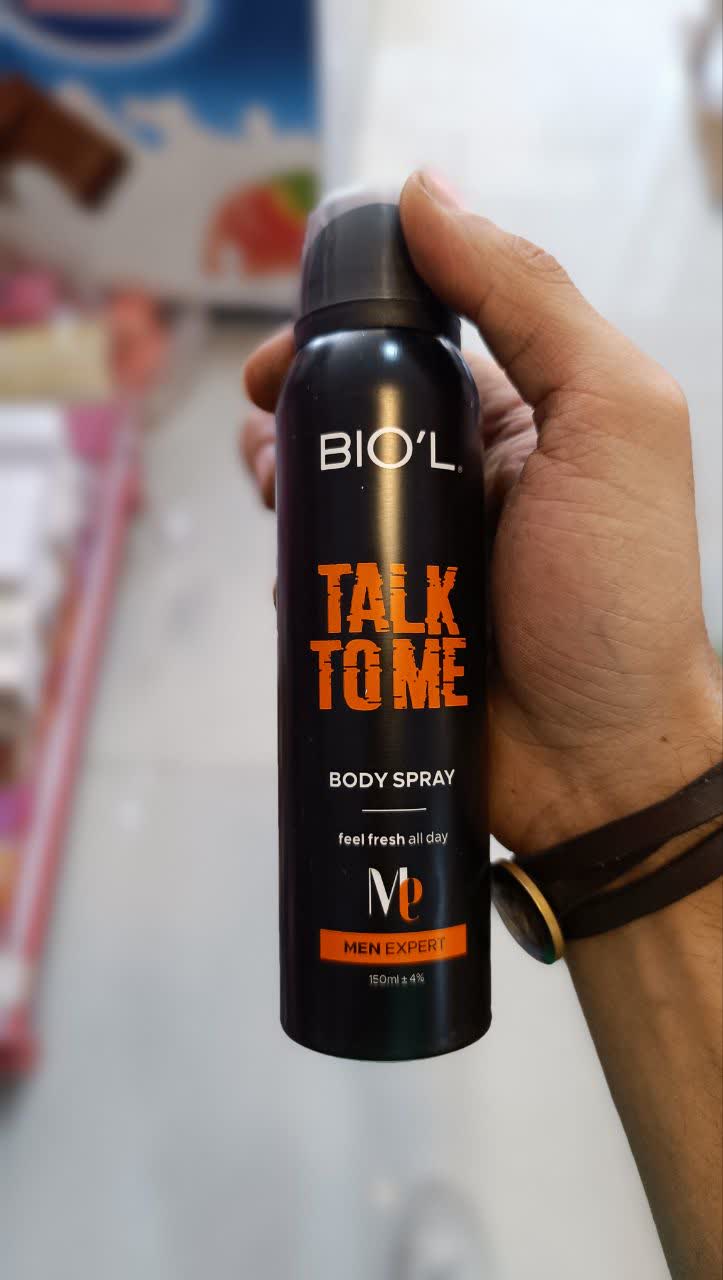 BIO'L®
TALK
TO ME
BODY SPRAY
feel fresh all day
Me
MEN EXPERT
150ml ± 4%